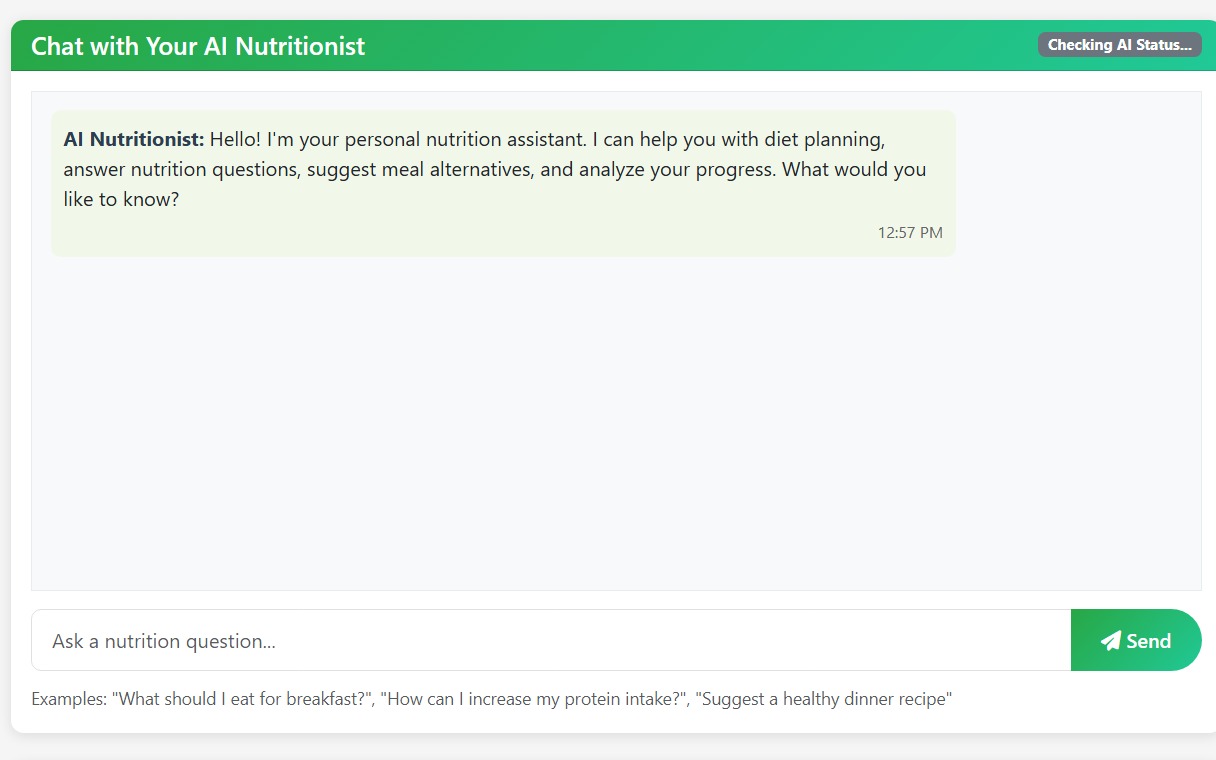 Chat with Your AI Nutritionist
Checking AI Status...
AI Nutritionist: Hello! I'm your personal nutrition assistant. I can help you with diet planning,
answer nutrition questions, suggest meal alternatives, and analyze your progress. What would you
like to know?
12:57 PM
Ask a nutrition question...
Send
Examples: "What should I eat for breakfast?", "How can I increase my protein intake?", "Suggest a healthy dinner recipe"